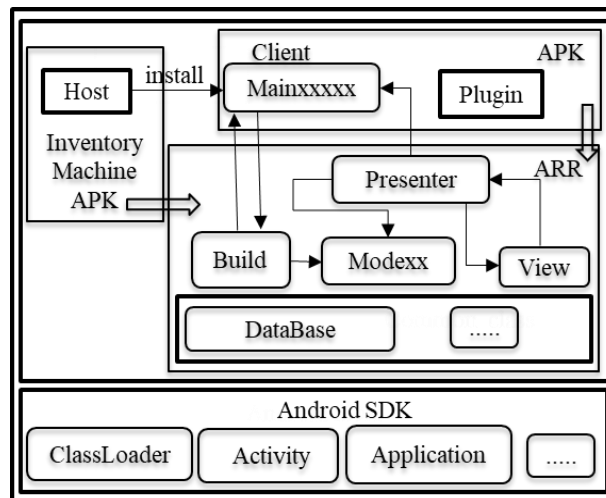 Client
APK
Host
install
Mainxxxxx
Plugin
Inventory
Machine
APK
ARR
Presenter
Build
Modexx
View
DataBase
.....
Android SDK
ClassLoader
Activity
Application
.....